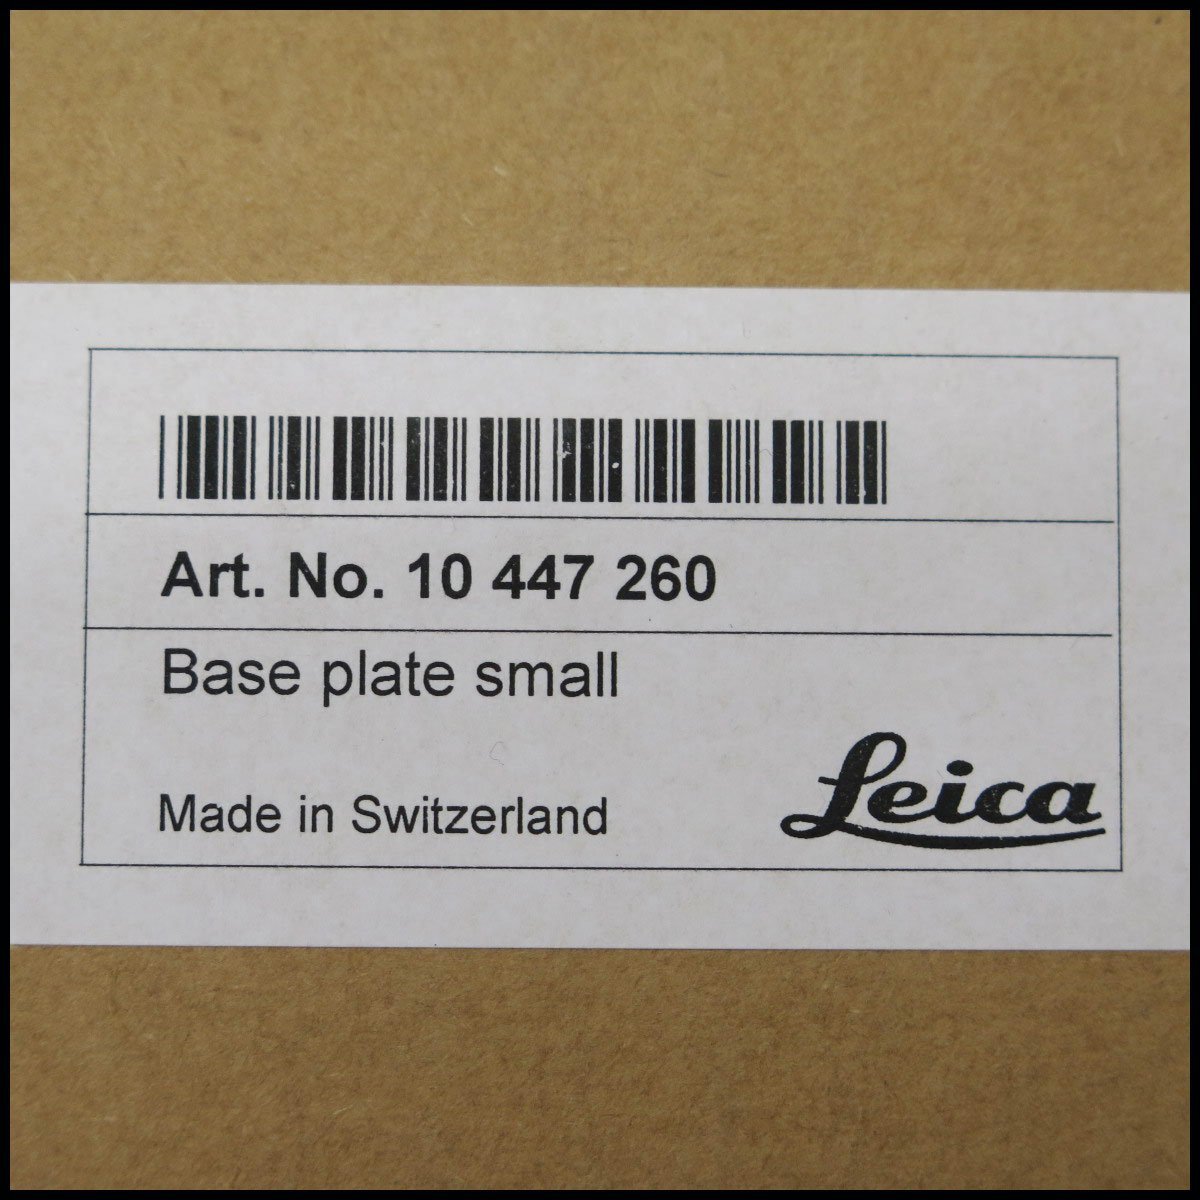 Art. No. 10 447 260
Base plate small
Made in Switzerland
Leica